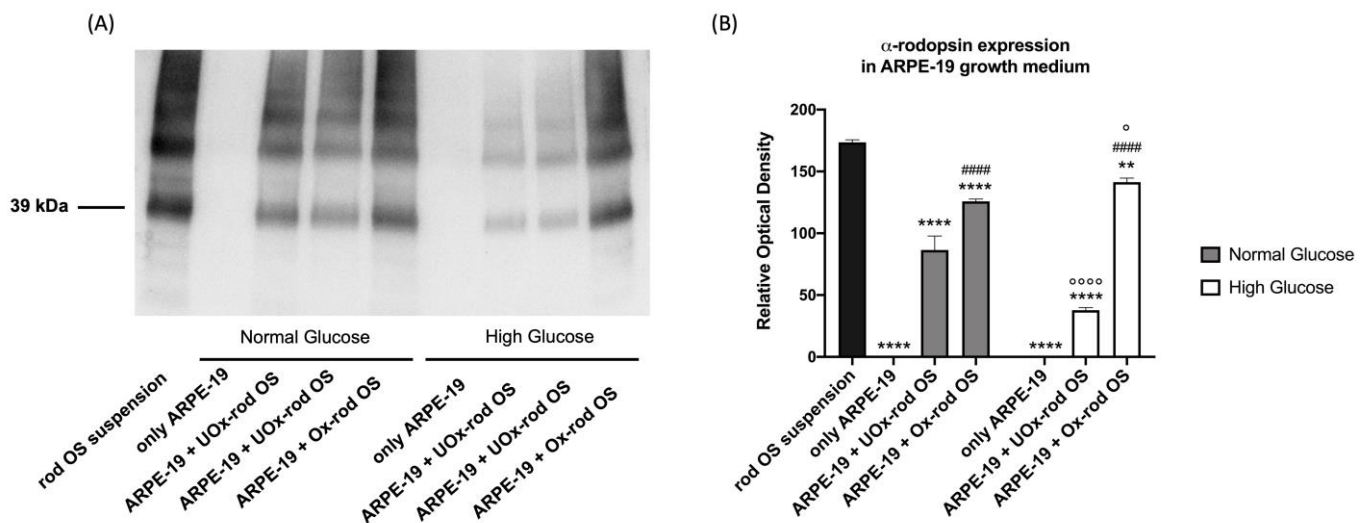 (A)
39 kDa
Normal Glucose
High Glucose
rod OS suspension
only ARPE-19
ARPE-19 + UOx-rod OS
ARPE-19 + UOx-rod OS
ARPE-19 + Ox-rod OS
only ARPE-19
ARPE-19 + UOx-rod OS
ARPE-19 + UOx-rod OS
ARPE-19 + Ox-rod OS
(B)
α-rodopsin expression
in ARPE-19 growth medium
Relative Optical Density
200
150
100
50
0
****
****
####
****
****
°°°°
****
°
####
**
rod OS suspension
only ARPE-19
ARPE-19 + UOx-rod OS
ARPE-19 + Ox-rod OS
only ARPE-19
ARPE-19 + UOx-rod OS
ARPE-19 + Ox-rod OS
Normal Glucose
High Glucose